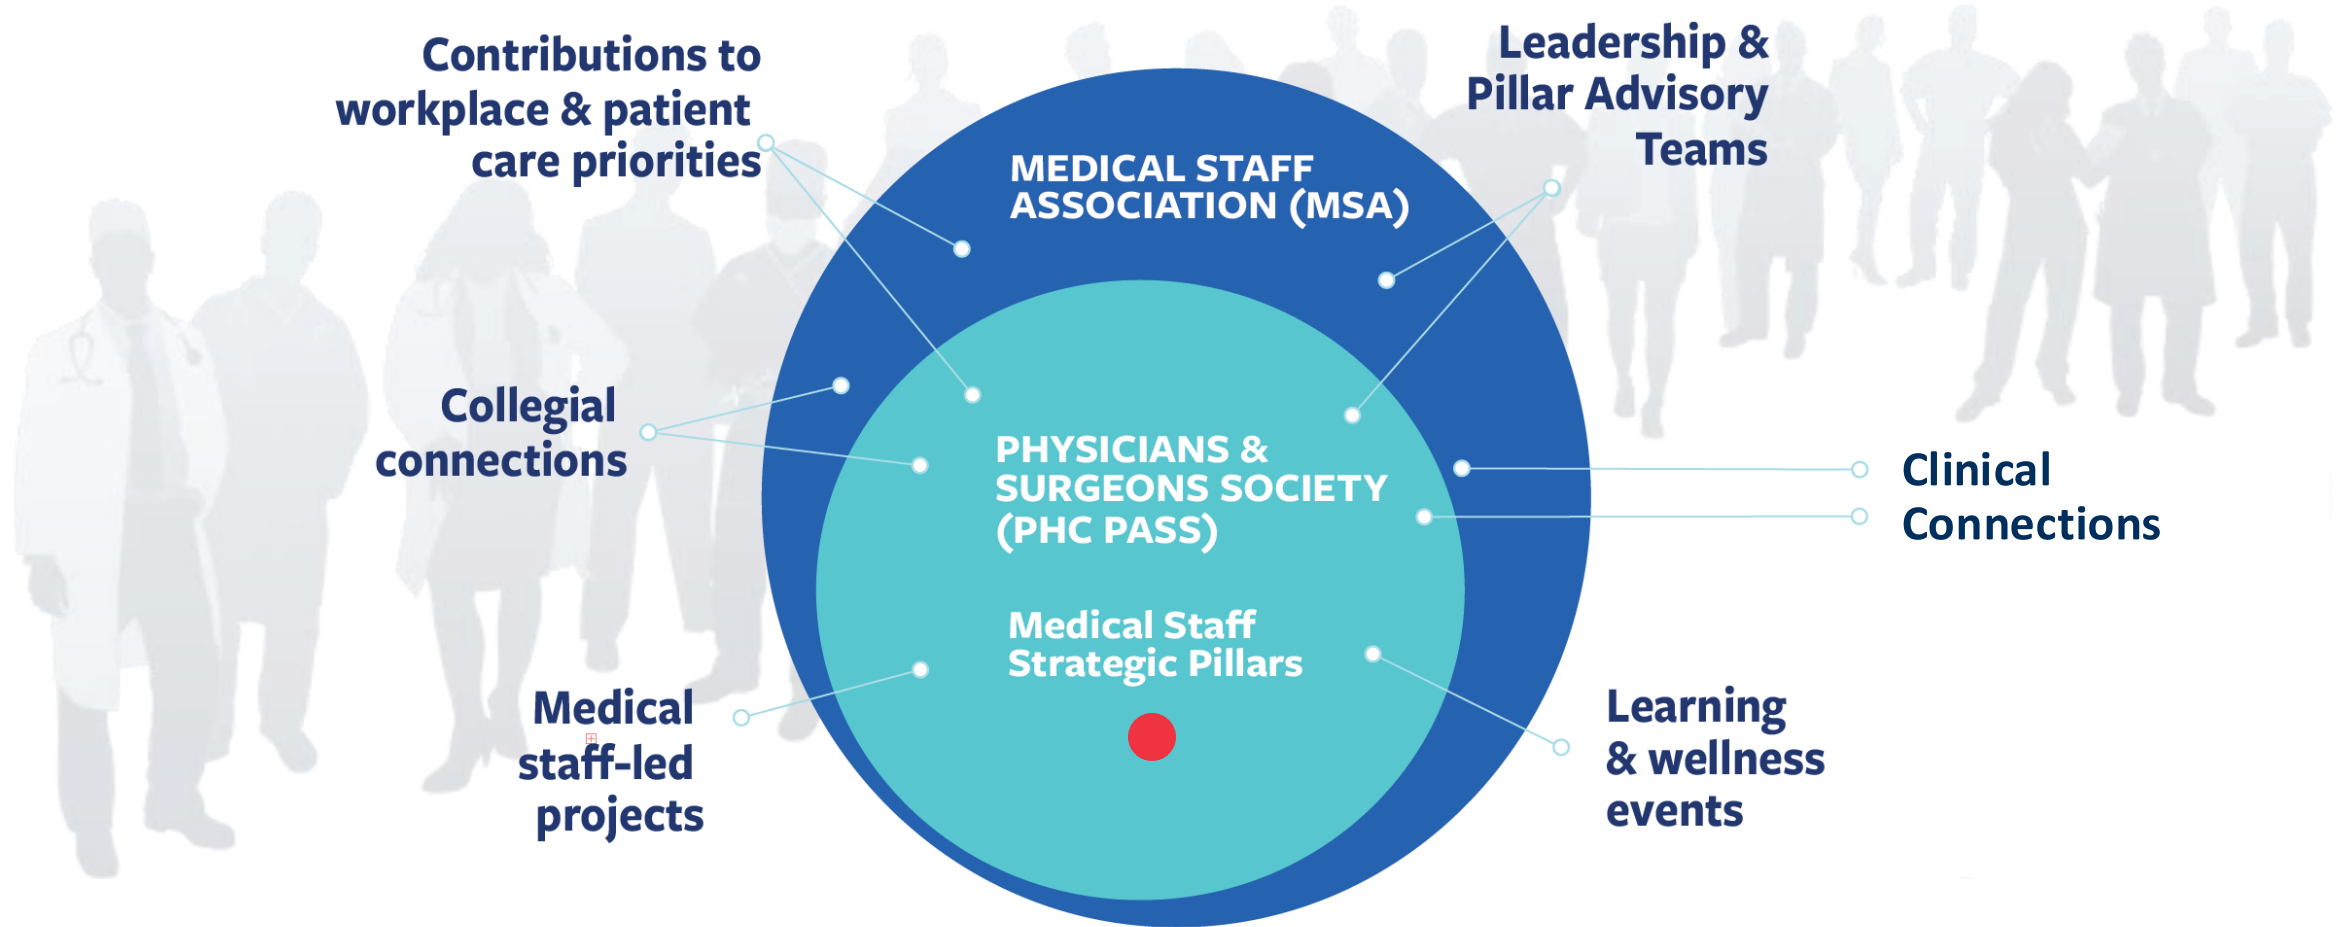 Contributions to
workplace & patient
care priorities
Leadership &
Pillar Advisory
Teams
MEDICAL STAFF
ASSOCIATION (MSA)
Collegial
connections
PHYSICIANS &
SURGEONS SOCIETY
(PHC PASS)
Clinical
Connections
Medical Staff
Strategic Pillars
Medical
staff-led
projects
Learning
& wellness
events